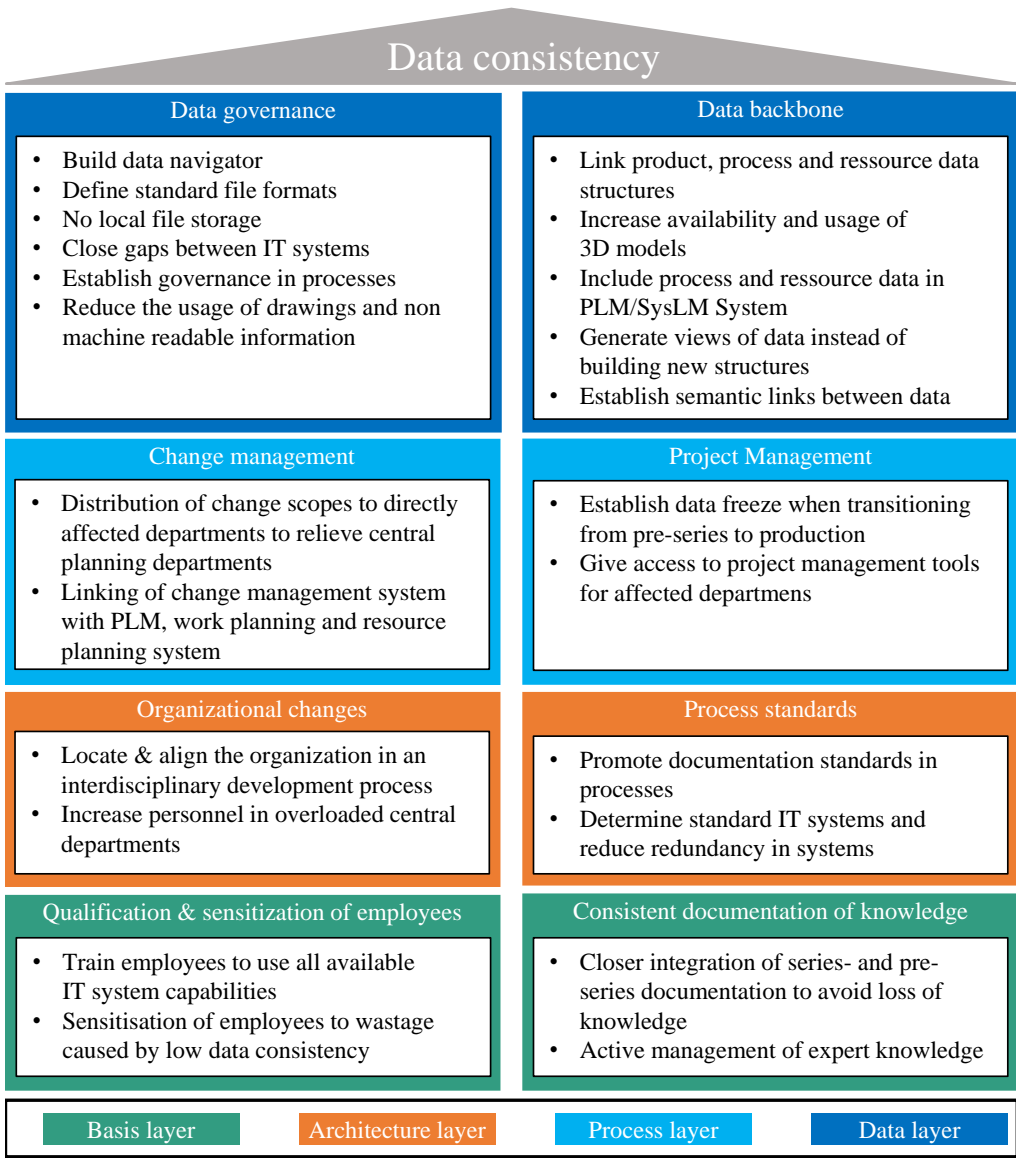 Data consistency
Data governance
• Build data navigator
• Define standard file formats
• No local file storage
• Close gaps between IT systems
• Establish governance in processes
• Reduce the usage of drawings and non
machine readable information
Data backbone
• Link product, process and ressource data
structures
• Increase availability and usage of
3D models
• Include process and ressource data in
PLM/SysLM System
• Generate views of data instead of
building new structures
• Establish semantic links between data
Change management
• Distribution of change scopes to directly
affected departments to relieve central
planning departments
• Linking of change management system
with PLM, work planning and resource
planning system
Project Management
• Establish data freeze when transitioning
from pre-series to production
• Give access to project management tools
for affected departmens
Organizational changes
• Locate & align the organization in an
interdisciplinary development process
• Increase personnel in overloaded central
departments
Process standards
• Promote documentation standards in
processes
• Determine standard IT systems and
reduce redundancy in systems
Qualification & sensitization of employees
• Train employees to use all available
IT system capabilities
• Sensitisation of employees to wastage
caused by low data consistency
Consistent documentation of knowledge
• Closer integration of series- and pre-
series documentation to avoid loss of
knowledge
• Active management of expert knowledge
Basis layer
Architecture layer
Process layer
Data layer